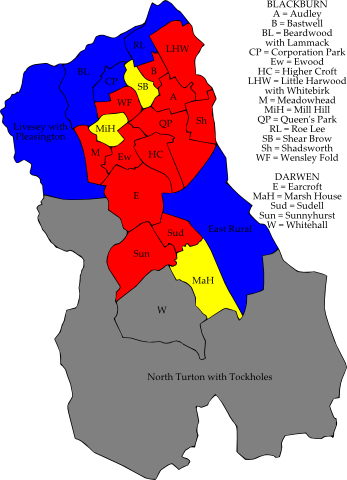 BLACKBURN
A = Audley
B = Bastwell
BL = Beardwood
with Lammack
CP = Corporation Park
Ew = Ewood
HC = Higher Croft
LHW = Little Harwood
with Whitebirk
M = Meadowhead
MiH = Mill Hill
QP = Queen's Park
RL = Roe Lee
SB = Shear Brow
Sh = Shadsworth
WF = Wensley Fold
DARWEN
E = Earcroft
MaH = Marsh House
Sud = Sudell
Sun = Sunnyhurst
W = Whitehall
RL
LHW
BL
B
CP
SB
A
WF
Livesey with
Pleasington
MiH
QP
Sh
M
Ew
HC
E
East Rural
Sud
Sun
MaH
W
North Turton with Tockholes